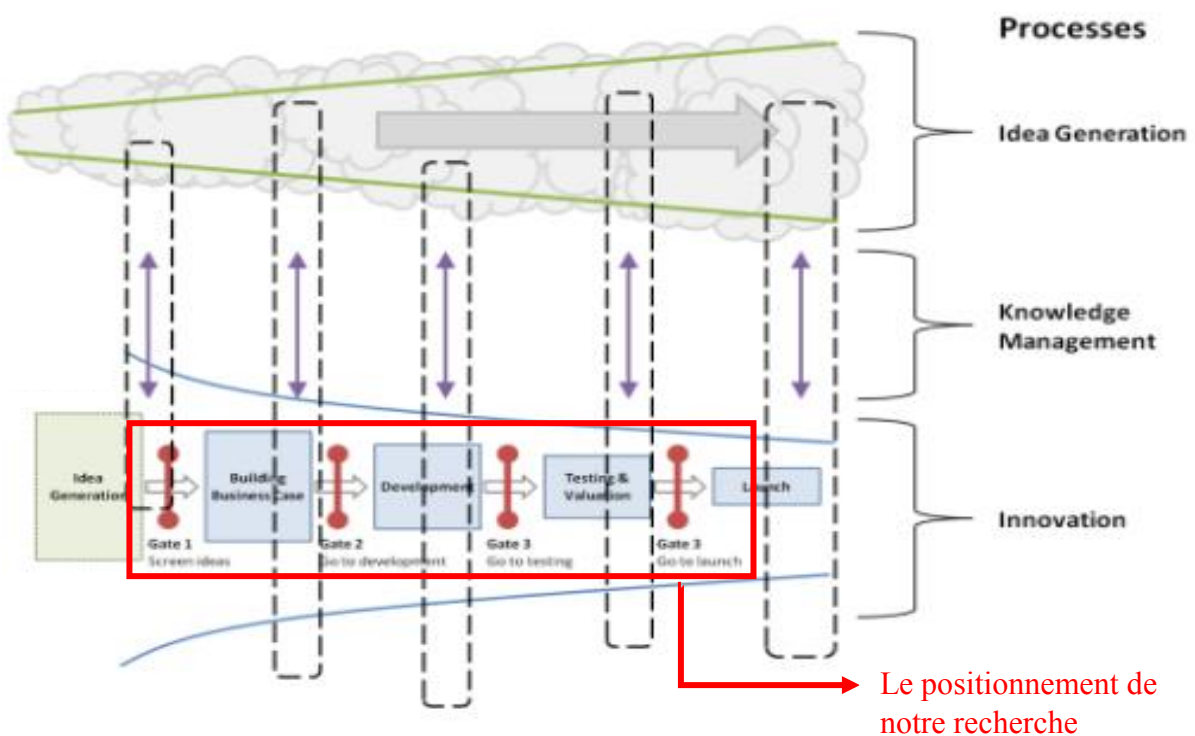 Processes
Idea Generation
Knowledge
Management
Idea
Generation
Building
Business Case
Development
Testing &
Valuation
Launch
Gate 1
Screen ideas
Gate 2
Go to development
Gate 3
Go to testing
Gate 3
Go to launch
Innovation
Le positionnement de
notre recherche